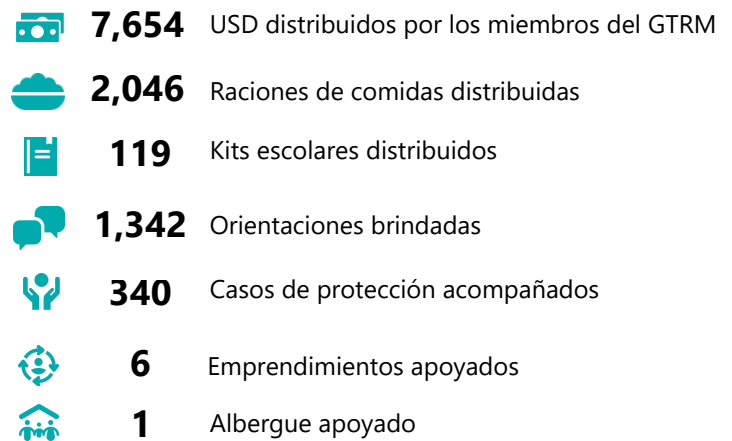 7,654 USD distribuidos por los miembros del GTRM
2,046 Raciones de comidas distribuidas
119 Kits escolares distribuidos
1,342 Orientaciones brindadas
340 Casos de protección acompañados
6 Emprendimientos apoyados
1 Albergue apoyado